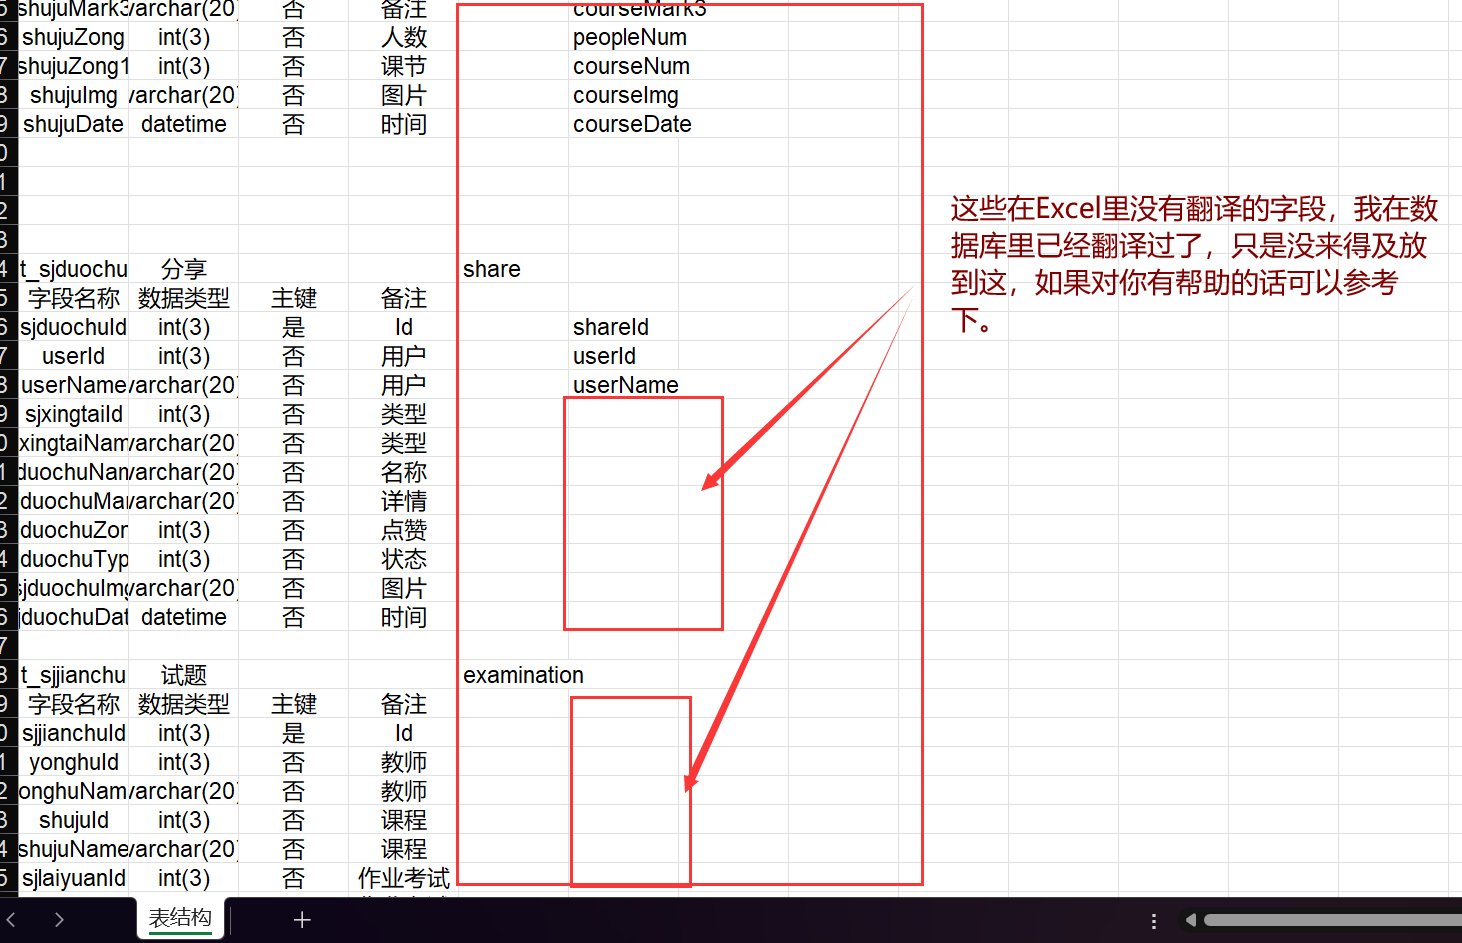 5 shujuMark3 varchar(20) 否 备注 courseMark3
6 shujuZong int(3) 否 人数 peopleNum
7 shujuZong1 int(3) 否 课节 courseNum
8 shujuImg varchar(20) 否 图片 courseImg
9 shujuDate datetime 否 时间 courseDate
0
1
2
3
这些在Excel里没有翻译的字段，我在数
据库里已经翻译过了，只是没来得及放
到这，如果对你有帮助的话可以参考
下。
4 t_sjduochu 分享 share
5 字段名称 数据类型 主键 备注
6 sjduochuId int(3) 是 Id shareId
7 userId int(3) 否 用户 userId
8 userName varchar(20) 否 用户 userName
9 sjxingtaiId int(3) 否 类型
0 xingtaiNam varchar(20) 否 类型
1 duochuNam varchar(20) 否 名称
2 duochuMa varchar(20) 否 详情
3 duochuZor int(3) 否 点赞
4 duochuTyp int(3) 否 状态
5 sjduochuImg varchar(20) 否 图片
6 jduochuDat datetime 否 时间
7
8 t_sjjianchu 试题 examination
9 字段名称 数据类型 主键 备注
0 sjjianchuId int(3) 是 Id
1 yonghuId int(3) 否 教师
2 onghuNam varchar(20) 否 教师
3 shujuId int(3) 否 课程
4 shujuName varchar(20) 否 课程
5 sjlaiyuanId int(3) 否 作业考试
表结构